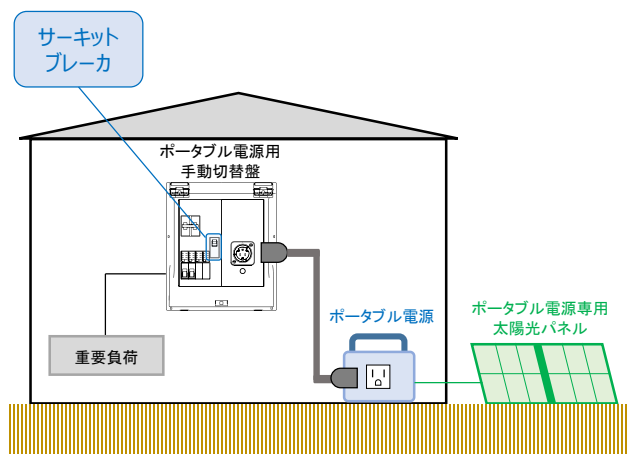 サーキット
ブレーカ
ポータブル電源用
手動切替盤
ポータブル電源
ポータブル電源専用
太陽光パネル
重要負荷